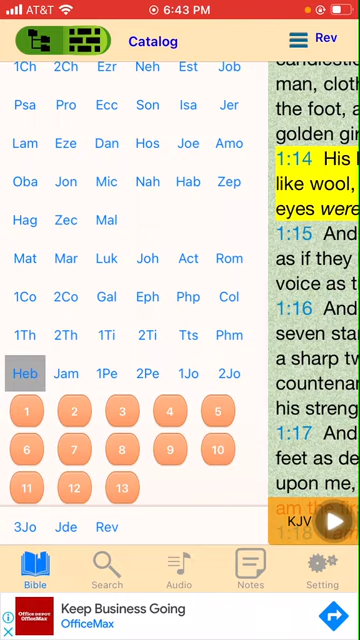 AT&T 6:43 PM
Catalog Rev
1Ch 2Ch Ezr Neh Est Job
Psa Pro Ecc Son Isa Jer
Lam Eze Dan Hos Joe Amo
Oba Jon Mic Nah Hab Zep
Hag Zec Mal
Mat Mar Luk Joh Act Rom
1Co 2Co Gal Eph Php Col
1Th 2Th 1Ti 2Ti Tts Phm
Heb Jam 1Pe 2Pe 1Jo 2Jo
1 2 3 4 5
6 7 8 9 10
11 12 13
3Jo Jde Rev
man, cloth
the foot, a
golden gir
1:14 His
like wool,
eyes were
1:15 And
as if they
voice as t
1:16 And
seven sta
a sharp tw
countenan
his streng
1:17 And
feet as de
upon me,
am the fir
KJV
Bible Search Audio Notes Setting
Office DEPOT
OfficeMax
Keep Business Going
OfficeMax